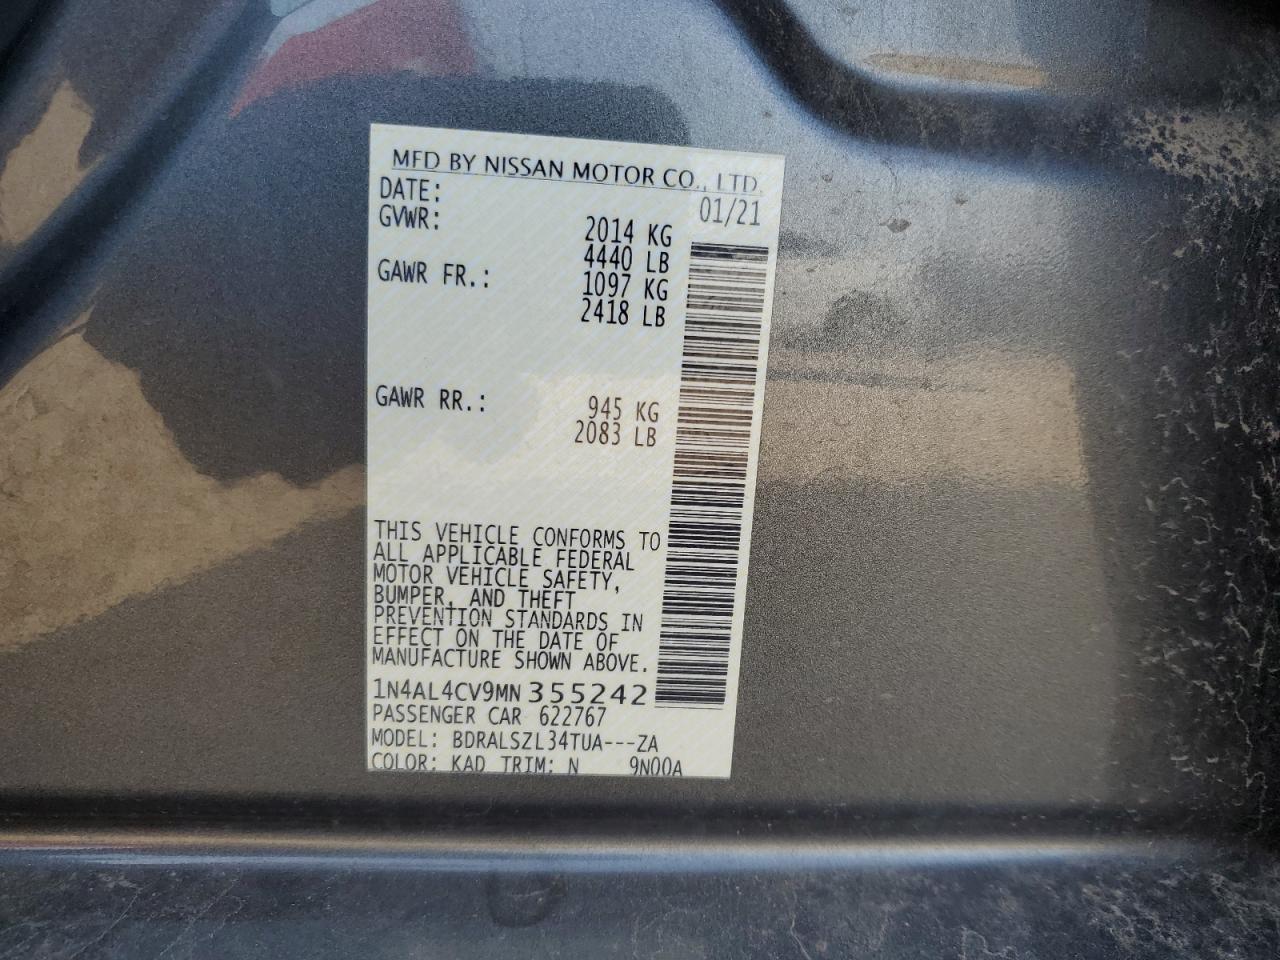 MFD BY NISSAN MOTOR CO., LTD.
DATE: 01/21
GVWR: 2014 KG
4440 LB
GAWR FR.: 1097 KG
2418 LB
GAWR RR.: 945 KG
2083 LB
THIS VEHICLE CONFORMS TO
ALL APPLICABLE FEDERAL
MOTOR VEHICLE SAFETY,
BUMPER, AND THEFT
PREVENTION STANDARDS IN
EFFECT ON THE DATE OF
MANUFACTURE SHOWN ABOVE.
1N4AL4CV9MN355242
PASSENGER CAR 622767
MODEL: BDRALSZL34TUA---ZA
COLOR: KAD TRIM: N 9N00A